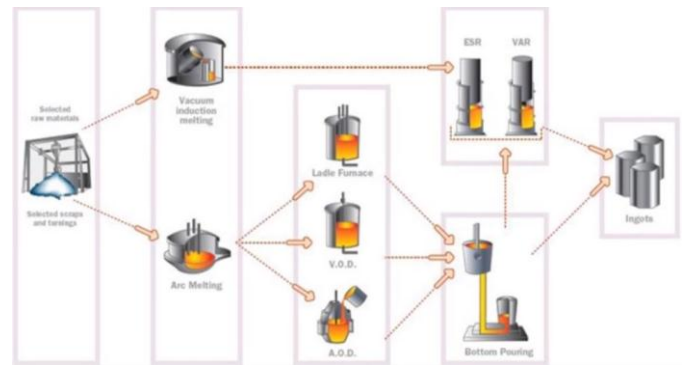 Selected
raw materials
Selected scraps
and turnings
Vacuum
induction
melting
Arc Melting
Ladle Furnace
V.O.D.
A.O.D.
ESR
VAR
Bottom Pouring
Ingots